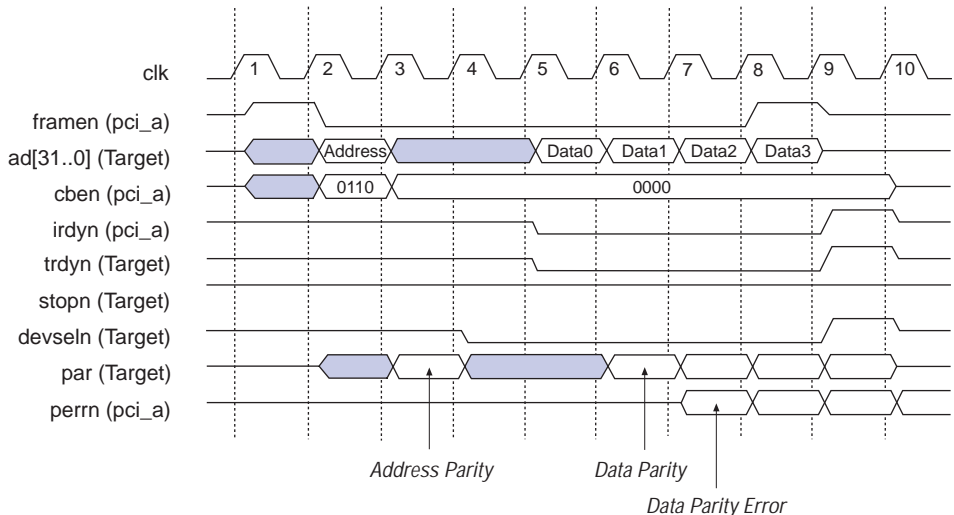 clk 1 2 3 4 5 6 7 8 9 10
framen (pci_a)
ad[31..0] (Target) Address Data0 Data1 Data2 Data3
cben (pci_a) 0110 0000
irdyn (pci_a)
trdyn (Target)
stopn (Target)
devseln (Target)
par (Target)
perrn (pci_a)
Address Parity Data Parity
Data Parity Error